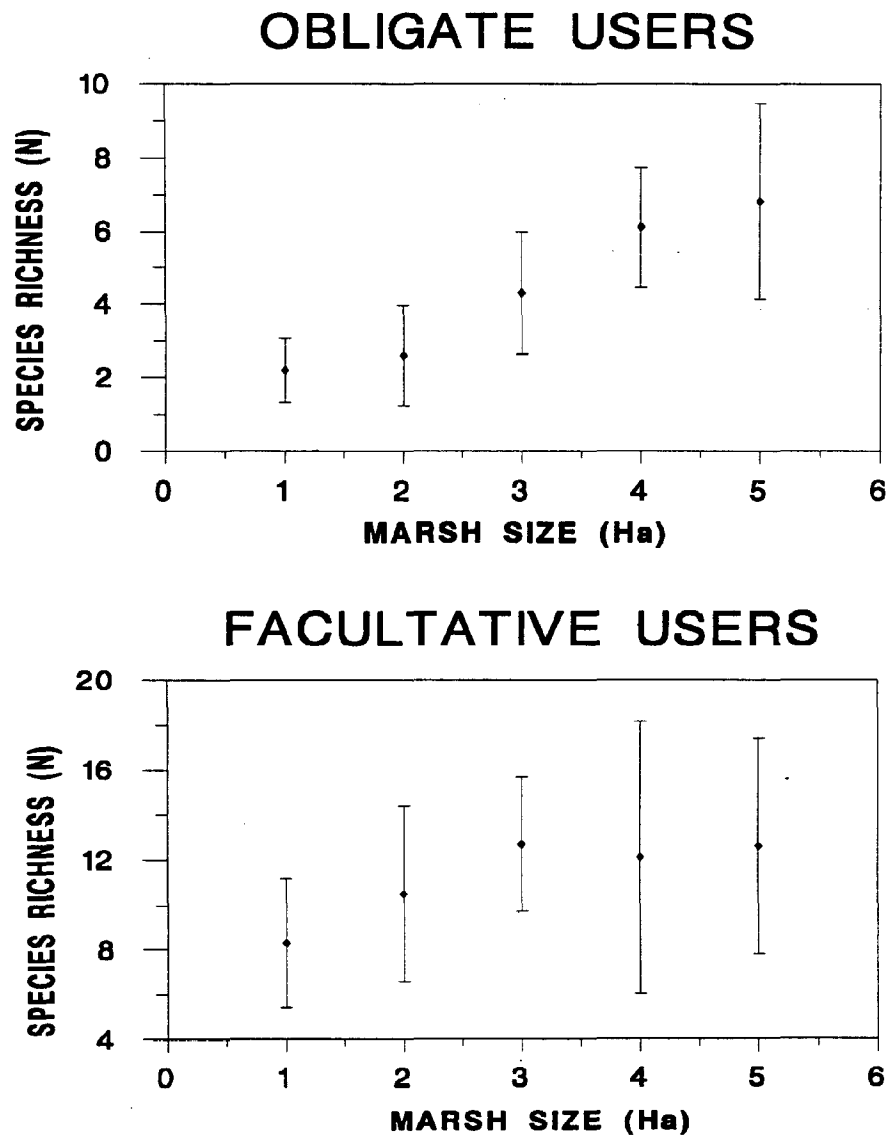 OBLIGATE USERS
SPECIES RICHNESS (N)
10
8
6
4
2
0
0 1 2 3 4 5 6
MARSH SIZE (Ha)
FACULTATIVE USERS
SPECIES RICHNESS (N)
20
16
12
8
4
0 1 2 3 4 5 6
MARSH SIZE (Ha)